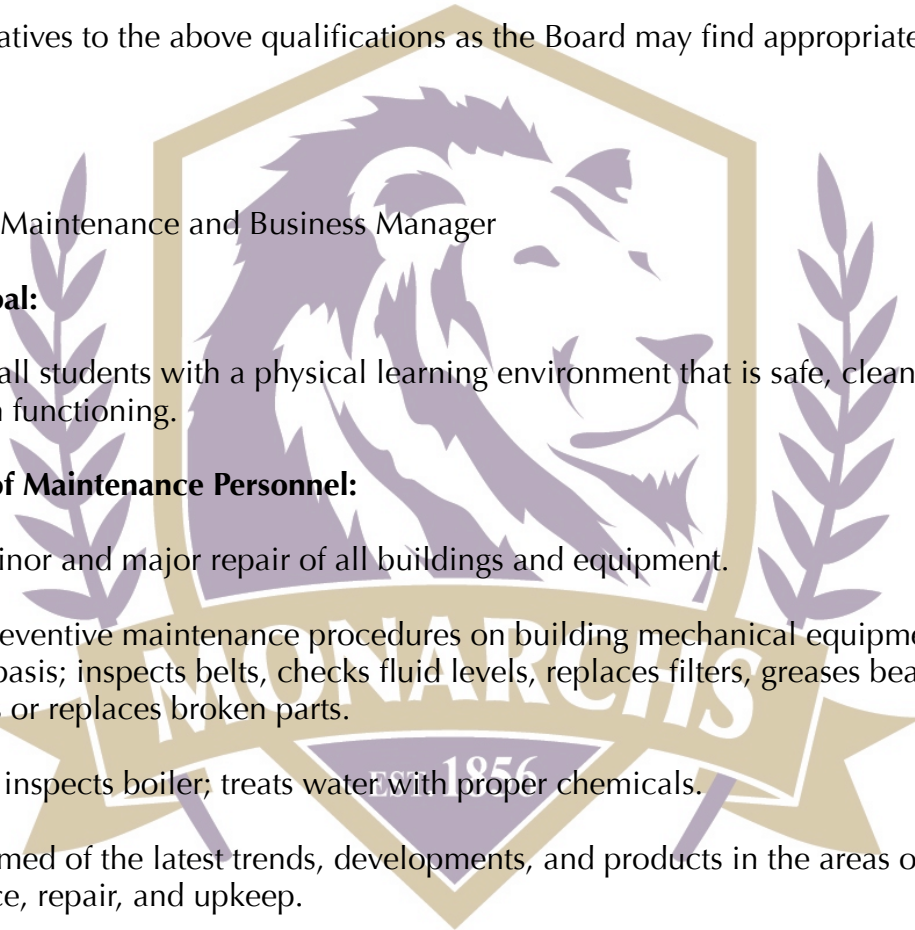 atives to the above qualifications as the Board may find appropriate
Maintenance and Business Manager
oal:
all students with a physical learning environment that is safe, clean
functioning.
of Maintenance Personnel:
inor and major repair of all buildings and equipment.
eventive maintenance procedures on building mechanical equipme
basis; inspects belts, checks fluid levels, replaces filters, greases bea
s or replaces broken parts.
MONARCHS
inspects boiler; treats water with proper chemicals.
EST. 1856
med of the latest trends, developments, and products in the areas o
ce, repair, and upkeep.